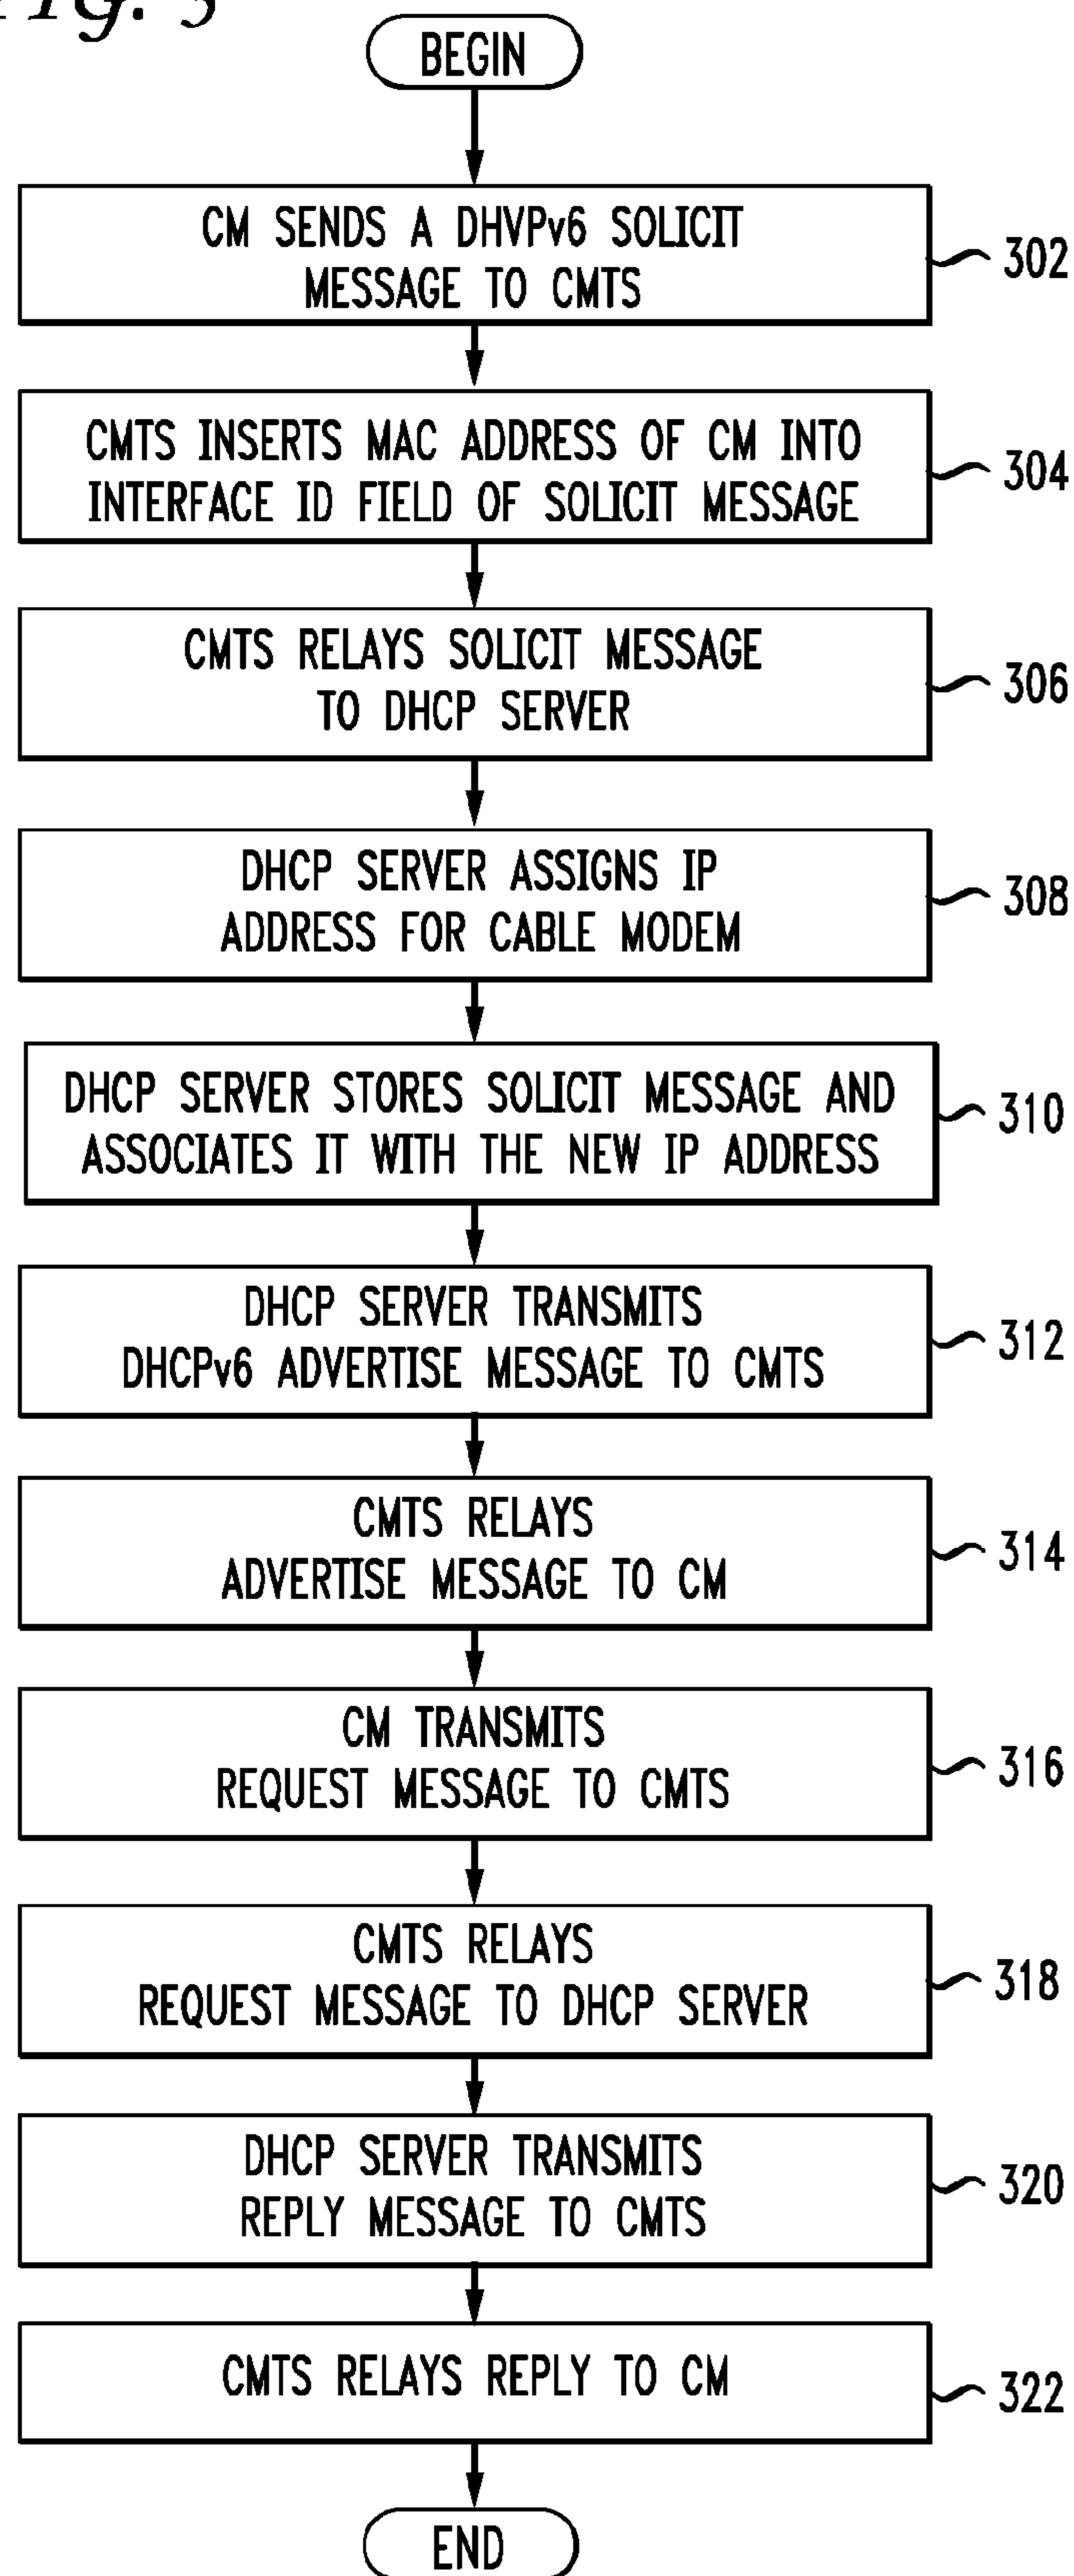 FIG. 3
BEGIN
CM SENDS A DHVPv6 SOLICIT
MESSAGE TO CMTS
302
CMTS INSERTS MAC ADDRESS OF CM INTO
INTERFACE ID FIELD OF SOLICIT MESSAGE
304
CMTS RELAYS SOLICIT MESSAGE
TO DHCP SERVER
306
DHCP SERVER ASSIGNS IP
ADDRESS FOR CABLE MODEM
308
DHCP SERVER STORES SOLICIT MESSAGE AND
ASSOCIATES IT WITH THE NEW IP ADDRESS
310
DHCP SERVER TRANSMITS
DHCPv6 ADVERTISE MESSAGE TO CMTS
312
CMTS RELAYS
ADVERTISE MESSAGE TO CM
314
CM TRANSMITS
REQUEST MESSAGE TO CMTS
316
CMTS RELAYS
REQUEST MESSAGE TO DHCP SERVER
318
DHCP SERVER TRANSMITS
REPLY MESSAGE TO CMTS
320
CMTS RELAYS REPLY TO CM
322
END